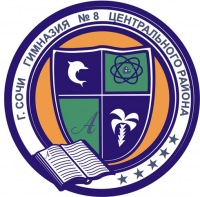 Г. СОЧИ ГИМНАЗИЯ № 8 ЦЕНТРАЛЬНОГО РАЙОНА
А